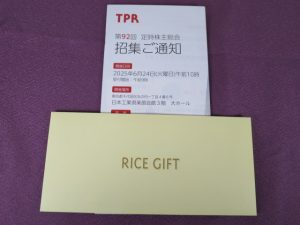 TPR
第92回 定時株主総会
招集ご通知
2025年6月24日(火曜日)午前10時
日本工業倶楽部会館3階 大ホール
RICE GIFT